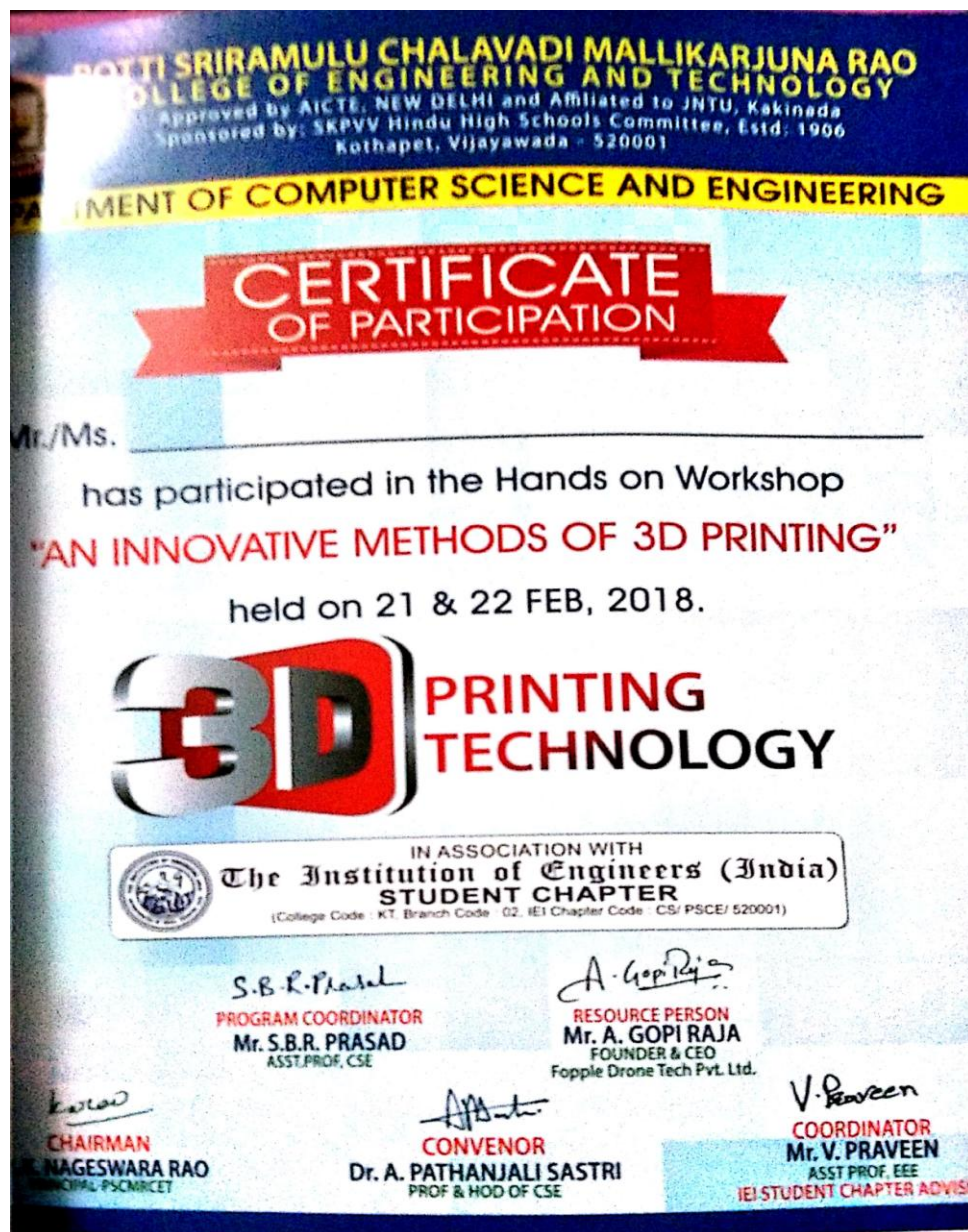 POTTI SRIRAMULU CHALAVADI MALLIKARJUNA RAO
COLLEGE OF ENGINEERING AND TECHNOLOGY
Approved by AICTE, NEW DELHI and Affiliated to JNTU, Kakinada
Sponsored by: SKPVV Hindu High Schools Committee, Estd: 1906
Kothapet, Vijayawada - 520001
MENT OF COMPUTER SCIENCE AND ENGINEERING
CERTIFICATE
OF PARTICIPATION
Mr./Ms.
has participated in the Hands on Workshop
"AN INNOVATIVE METHODS OF 3D PRINTING"
held on 21 & 22 FEB, 2018.
3D PRINTING
TECHNOLOGY
IN ASSOCIATION WITH
The Institution of Engineers (India)
STUDENT CHAPTER
(College Code : KT, Branch Code : 02, IEI Chapter Code : CS/ PSCE/ 520001)
S.B.R.Prasad
PROGRAM COORDINATOR
Mr. S.B.R. PRASAD
ASST.PROF, CSE
A. Gopi Raja
RESOURCE PERSON
Mr. A. GOPI RAJA
FOUNDER & CEO
Fopple Drone Tech Pvt. Ltd.
CHAIRMAN
NAGESWARA RAO
PRINCIPAL-PSCMRCET
CONVENOR
Dr. A. PATHANJALI SASTRI
PROF & HOD OF CSE
V. Praveen
COORDINATOR
Mr. V. PRAVEEN
ASST PROF, EEE
IEI STUDENT CHAPTER ADVIS